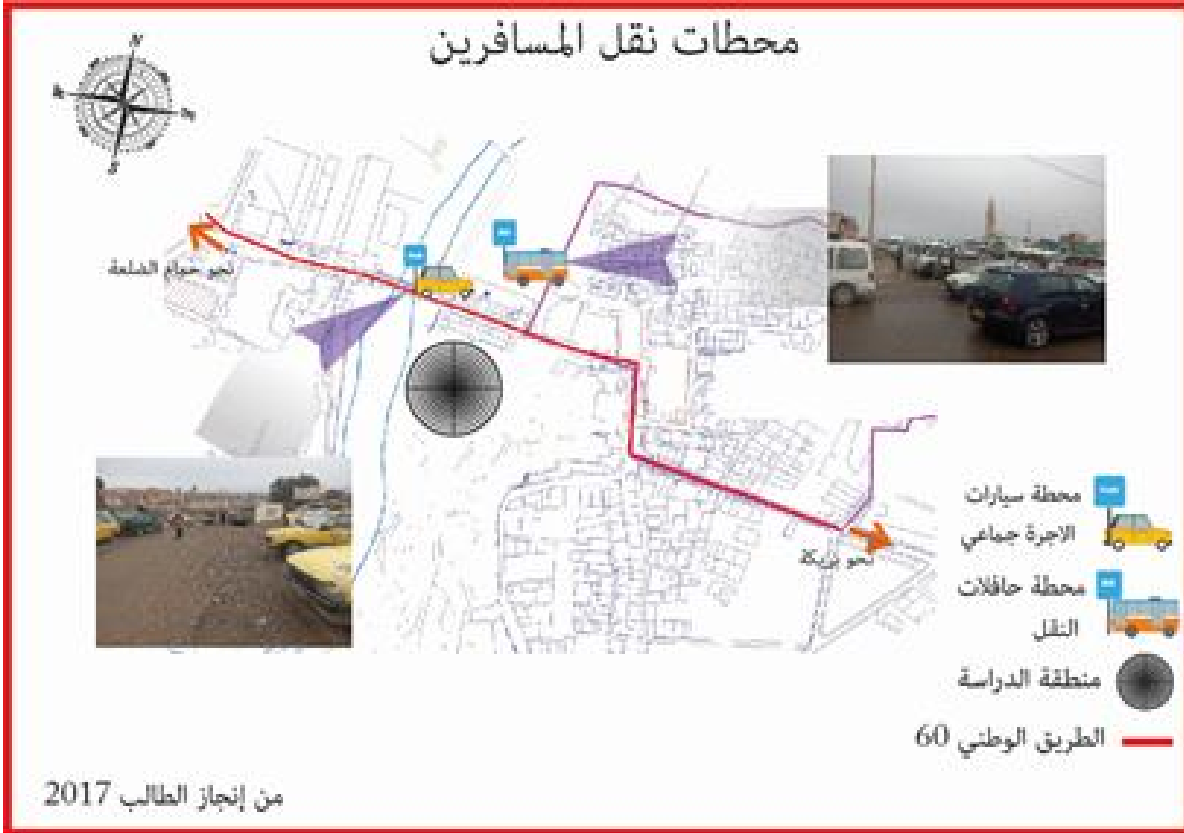 محطات نقل المسافرين
N
S
نحو حمام الضلعة
نحو بريكة
محطة سيارات
الاجرة جماعي
محطة حافلات
النقل
منطقة الدراسة
الطريق الوطني 60
من إنجاز الطالب 2017